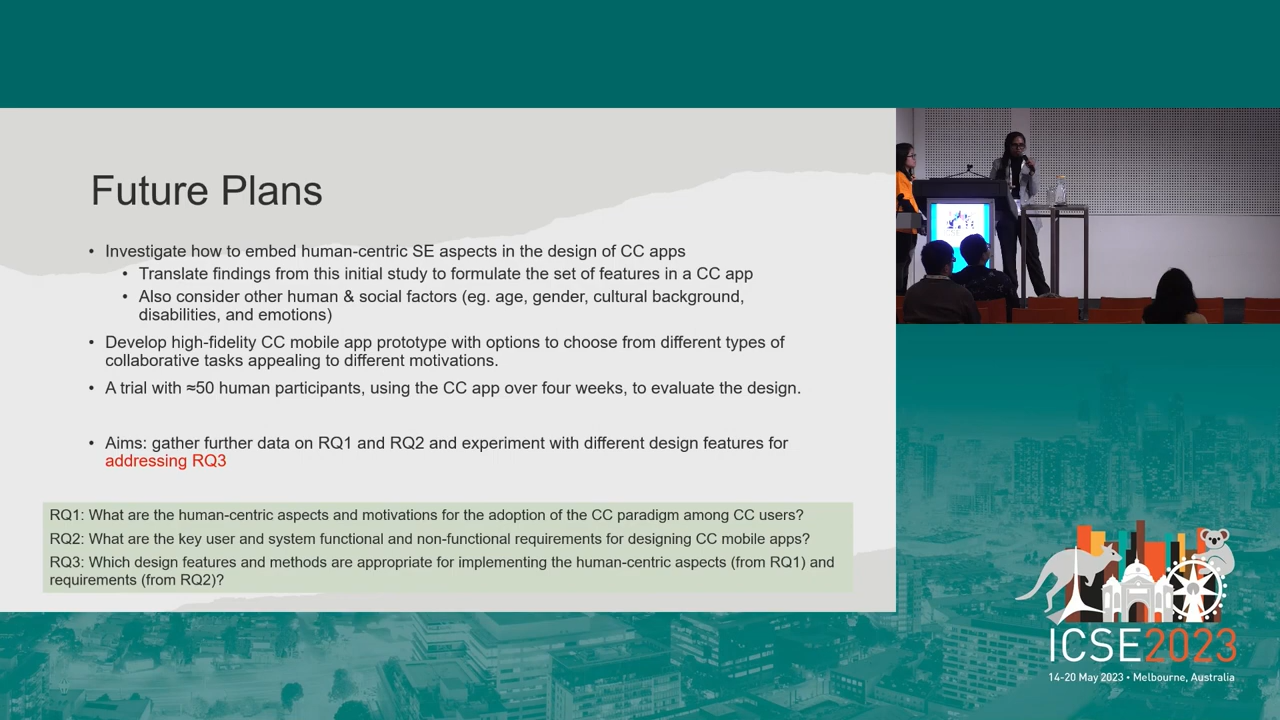 Future Plans
• Investigate how to embed human-centric SE aspects in the design of CC apps
• Translate findings from this initial study to formulate the set of features in a CC app
• Also consider other human & social factors (eg. age, gender, cultural background,
disabilities, and emotions)
• Develop high-fidelity CC mobile app prototype with options to choose from different types of
collaborative tasks appealing to different motivations.
• A trial with ≈50 human participants, using the CC app over four weeks, to evaluate the design.
• Aims: gather further data on RQ1 and RQ2 and experiment with different design features for
addressing RQ3
RQ1: What are the human-centric aspects and motivations for the adoption of the CC paradigm among CC users?
RQ2: What are the key user and system functional and non-functional requirements for designing CC mobile apps?
RQ3: Which design features and methods are appropriate for implementing the human-centric aspects (from RQ1) and
requirements (from RQ2)?
ICSE2023
14-20 May 2023 • Melbourne, Australia